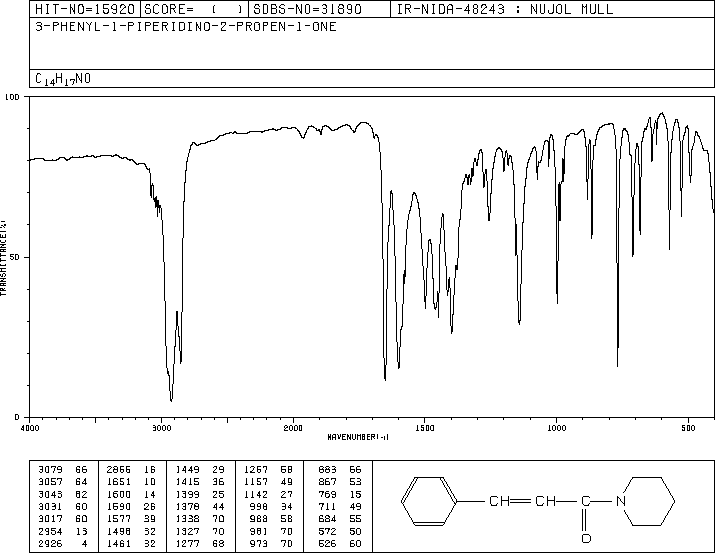 HIT-NO=15920 SCORE= ( ) SDBS-NO=31890 IR-NIDA-48243 : NUJOL MULL
3-PHENYL-1-PIPERIDINO-2-PROPEN-1-ONE
C14H17NO
100
50
0
TRANSMITTANCE(%)
4000 3000 2000 1500 1000 500
WAVENUMBER(-1)
3079 66 2866 16 1449 29 1267 58 883 56
3057 64 1651 10 1415 36 1157 49 867 53
3043 62 1600 14 1399 25 1142 27 769 15
3031 60 1590 26 1378 44 998 34 711 49
3017 60 1577 39 1338 70 988 58 684 55
2954 13 1498 32 1327 70 981 70 572 50
2926 4 1461 32 1277 68 973 70 526 60
CH=CH C N
O